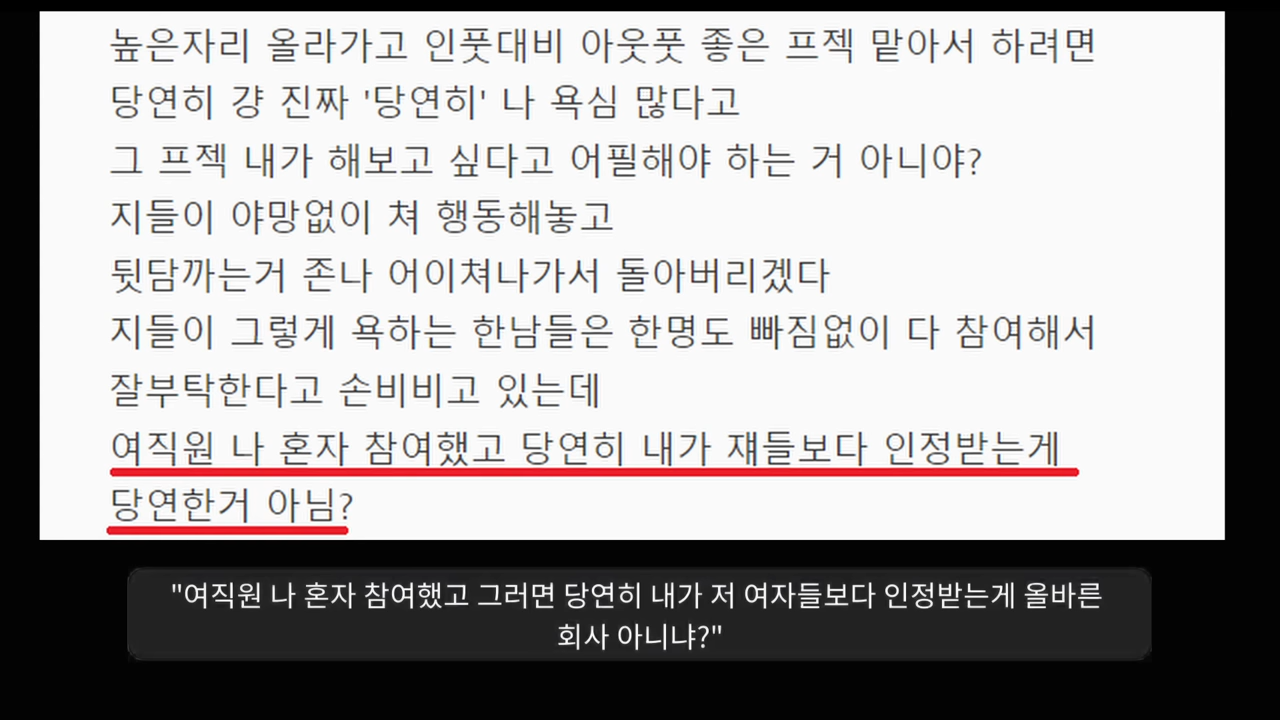 높은자리 올라가고 인풋대비 아웃풋 좋은 프젝 맡아서 하려면
당연히 걍 진짜 '당연히' 나 욕심 많다고
그 프젝 내가 해보고 싶다고 어필해야 하는 거 아니야?
지들이 야망없이 쳐 행동해놓고
뒷담까는거 존나 어이쳐나가서 돌아버리겠다
지들이 그렇게 욕하는 한남들은 한명도 빠짐없이 다 참여해서
잘부탁한다고 손비비고 있는데
여직원 나 혼자 참여했고 당연히 내가 쟤들보다 인정받는게
당연한거 아님?
"여직원 나 혼자 참여했고 그러면 당연히 내가 저 여자들보다 인정받는게 올바른
회사 아니냐?"